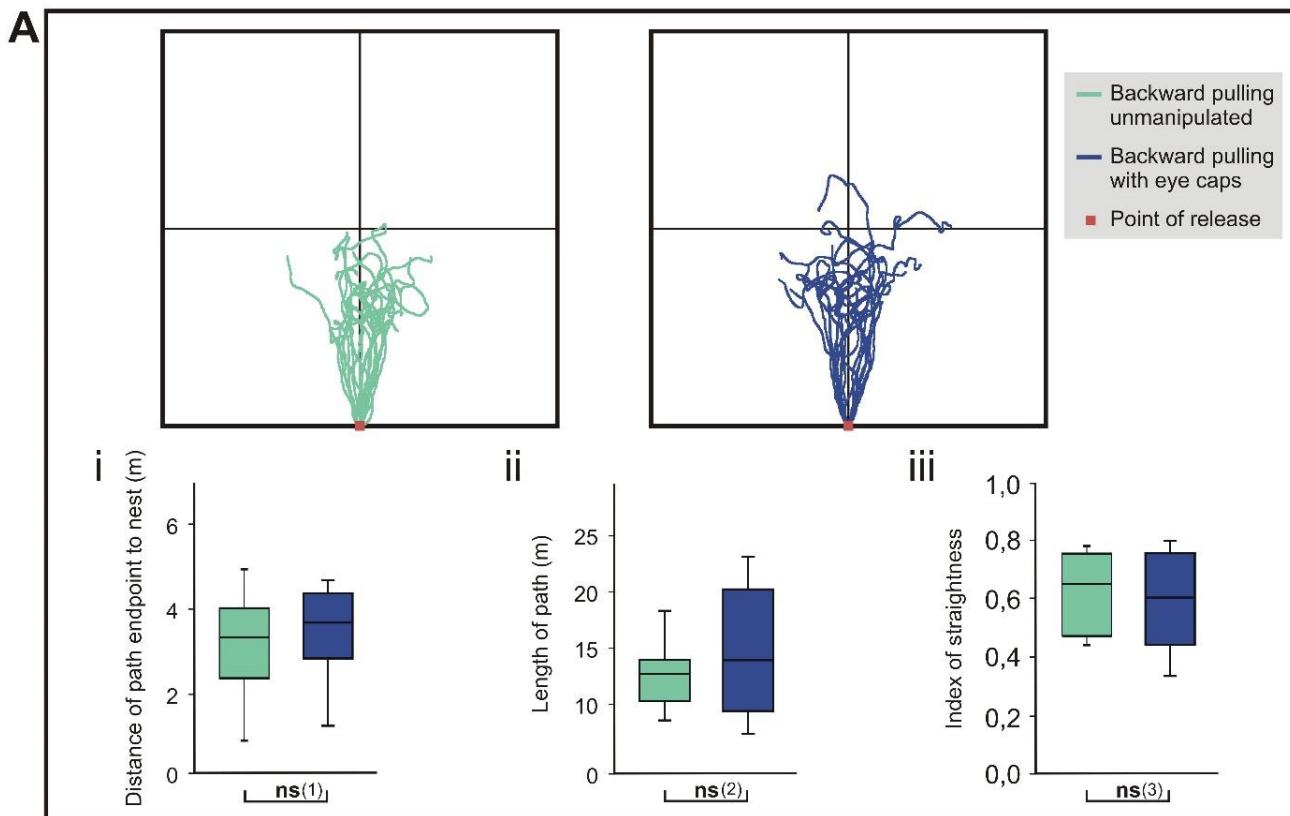 A
Backward pulling
unmanipulated
Backward pulling
with eye caps
Point of release
i
Distance of path endpoint to nest (m)
6
4
2
0
ns(1)
ii
Length of path (m)
25
20
15
10
0
ns(2)
iii
Index of straightness
1,0
0,8
0,6
0,4
0,2
0,0
ns(3)